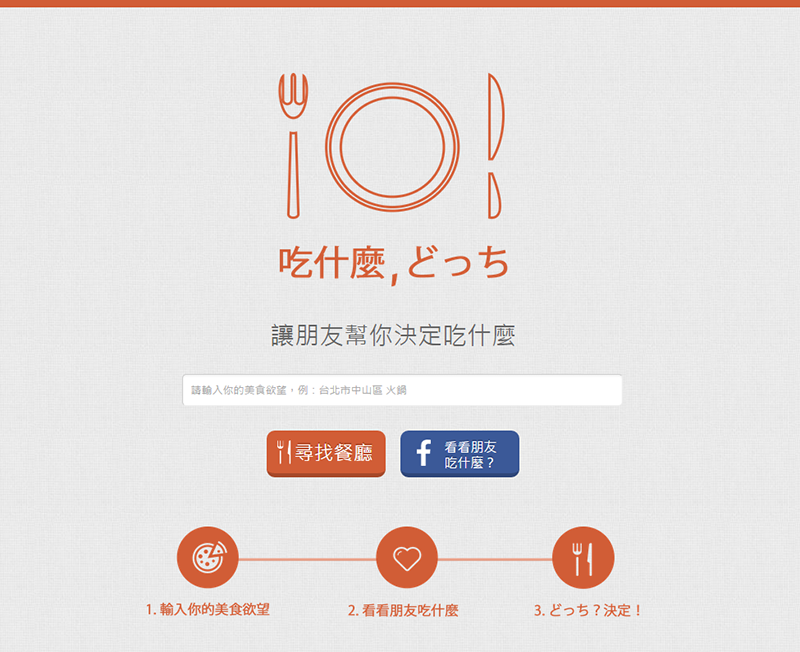 吃什麼,どっち
讓朋友幫你決定吃什麼
請輸入你的美食欲望，例：台北市中山區 火鍋
尋找餐廳
看看朋友
吃什麼？
1. 輸入你的美食欲望
2. 看看朋友吃什麼
3. どっち？決定！